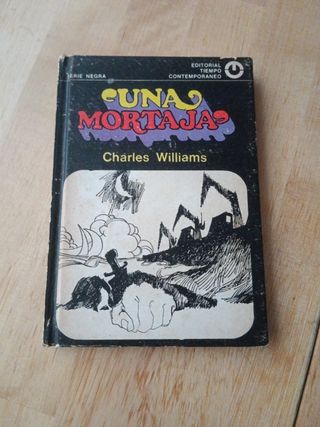 SERIE NEGRA
EDITORIAL
TIEMPO
CONTEMPORANEO
UNA
MORTAJA
Charles Williams